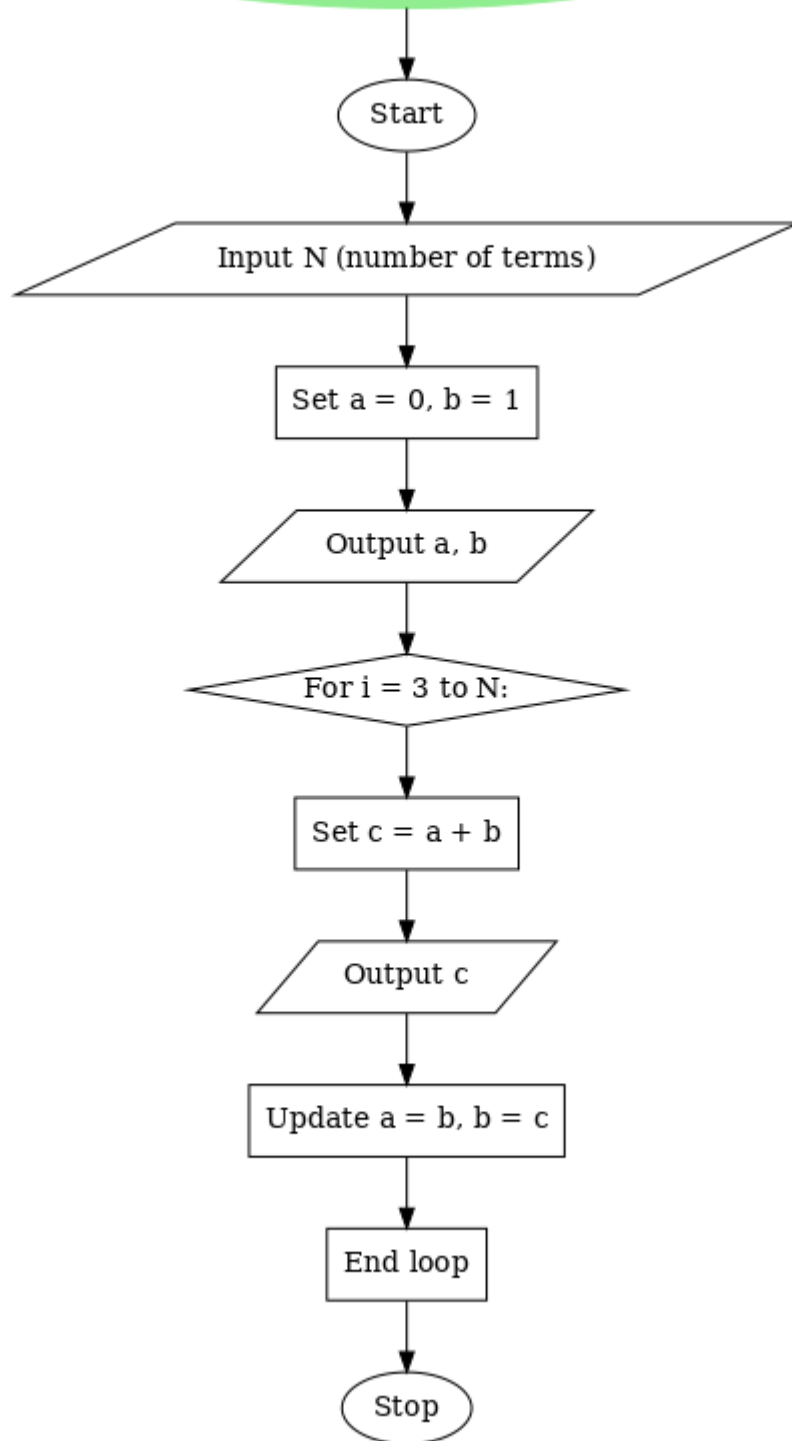 Start
Input N (number of terms)
Set a = 0, b = 1
Output a, b
For i = 3 to N:
Set c = a + b
Output c
Update a = b, b = c
End loop
Stop